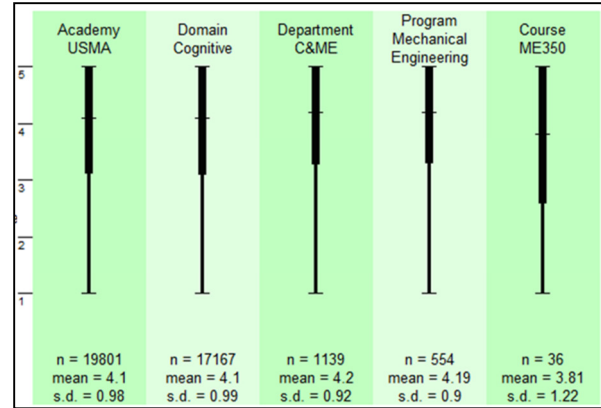 Academy
USMA
Domain
Cognitive
Department
C&ME
Program
Mechanical
Engineering
Course
ME350
5
4
3
2
1
n = 19801
mean = 4.1
s.d. = 0.98
n = 17167
mean = 4.1
s.d. = 0.99
n = 1139
mean = 4.2
s.d. = 0.92
n = 554
mean = 4.19
s.d. = 0.9
n = 36
mean = 3.81
s.d. = 1.22